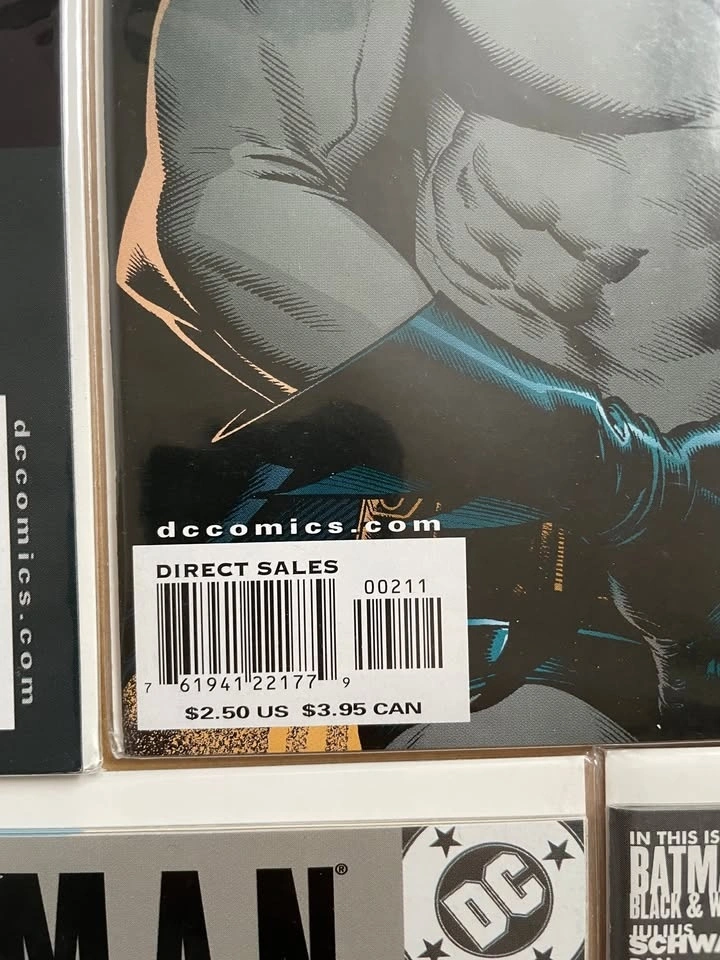 dccomics.com
dccomics.com
DIRECT SALES
00211
7 61941 22177 9
$2.50 US $3.95 CAN
MAN®
DC
IN THIS IS
BATMA
BLACK & W
JULIUS
SCHWA